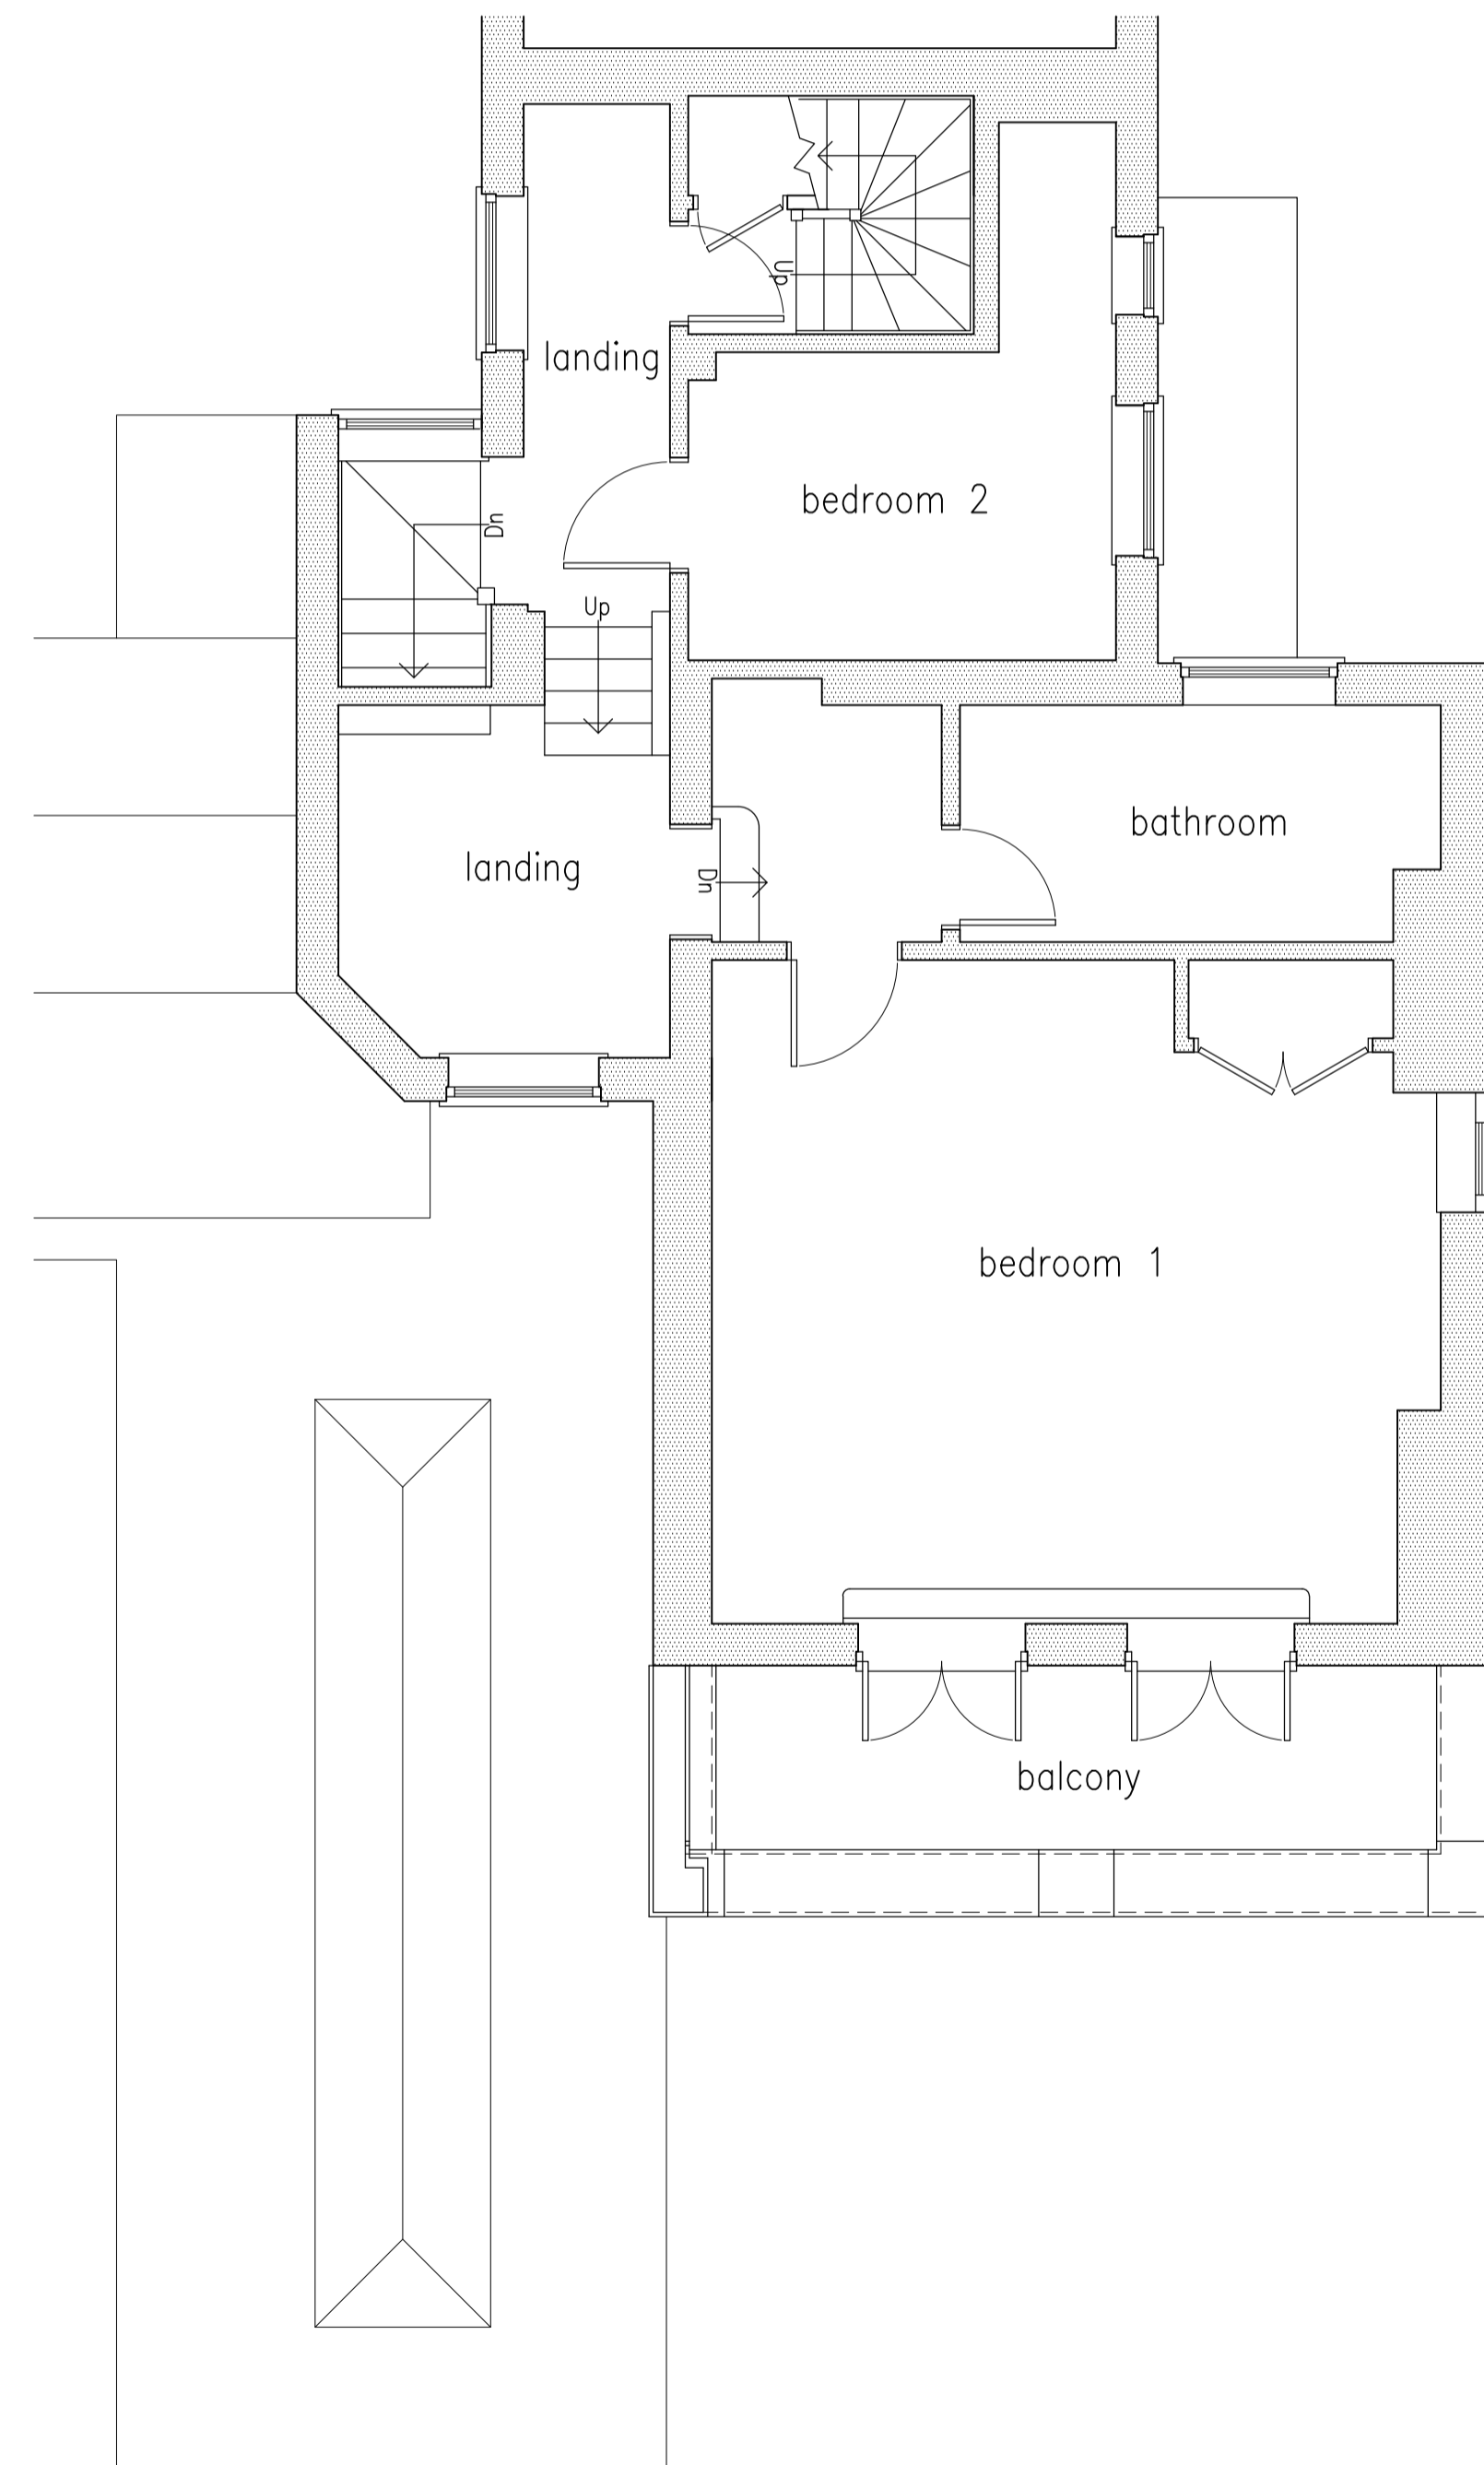 Up
landing
bedroom 2
Dn
Up
bathroom
landing
Dn
bedroom 1
balcony